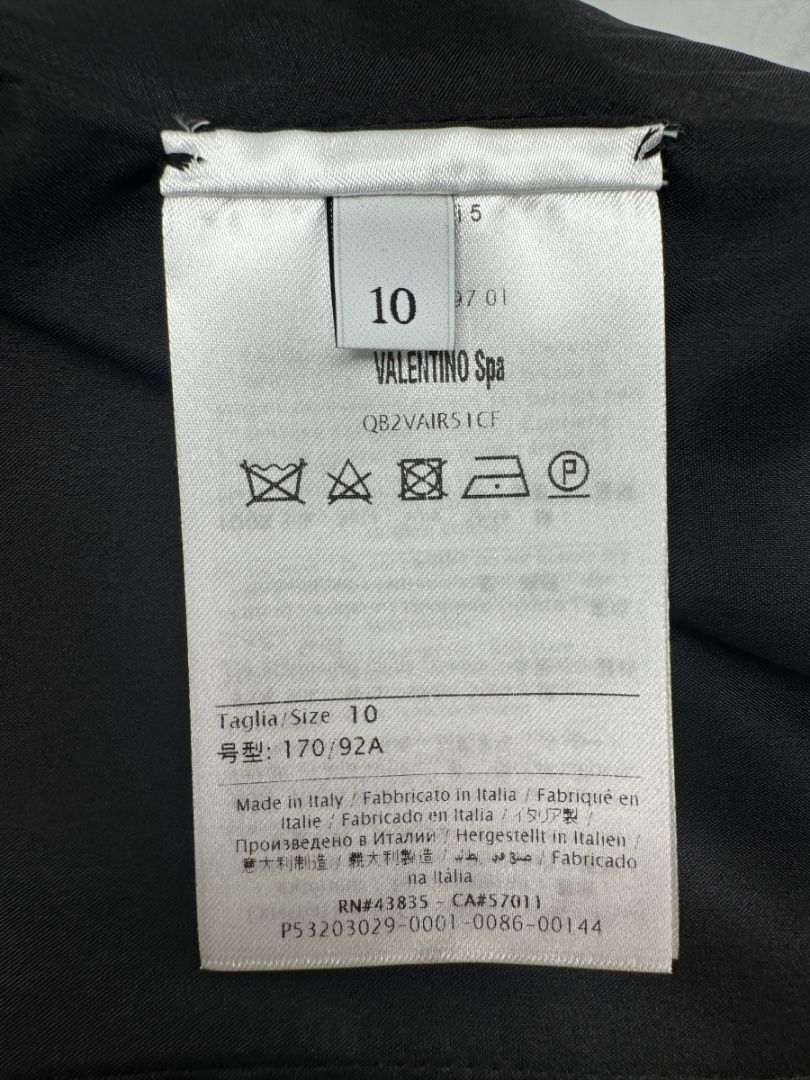 i 5
10
97 01
VALENTINO Spa
QB2VAIR51CF
P
Taglia/Size 10
号型: 170/92A
Made in Italy / Fabbricato in Italia / Fabriqué en
Italie / Fabricado en Italia / イタリア製 /
Произведено в Италии / Hergestellt in Italien /
意大利制造 / 義大利製造 / صنع في إيطاليا / Fabricado
na Itália
RN#43835 - CA#57011
P53203029-0001-0086-00144